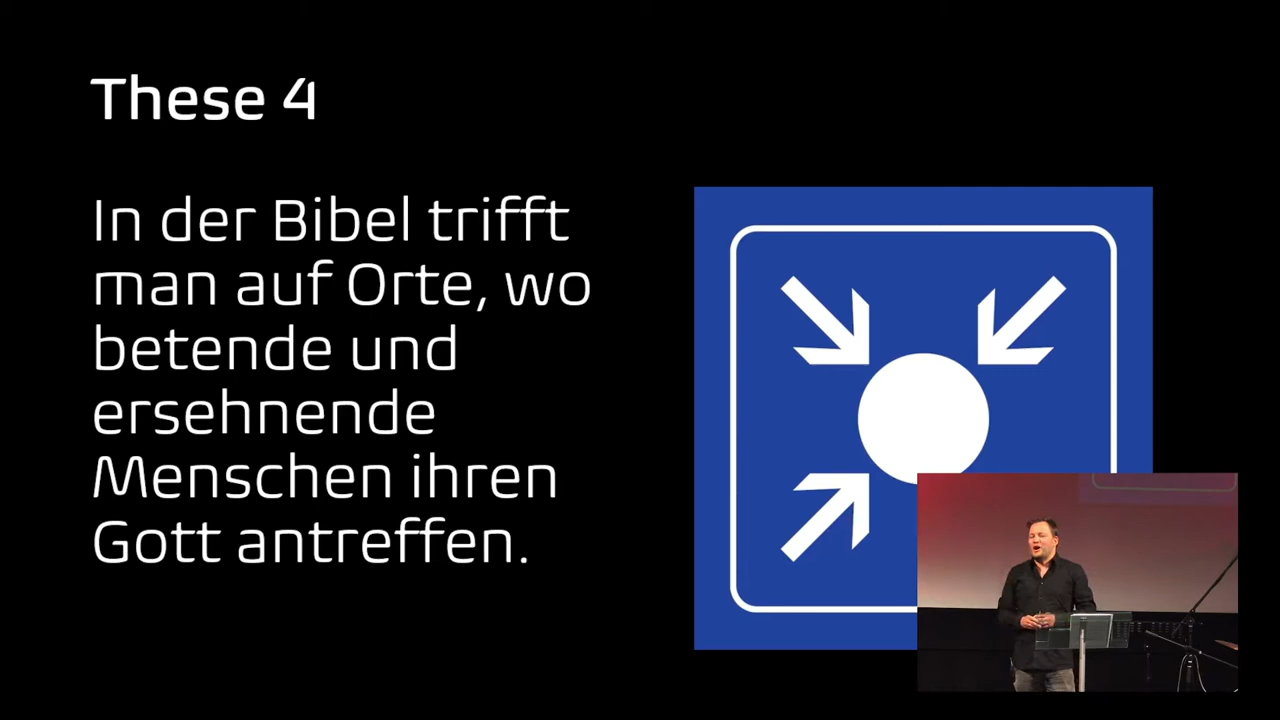 These 4
In der Bibel trifft
man auf Orte, wo
betende und
ersehnende
Menschen ihren
Gott antreffen.